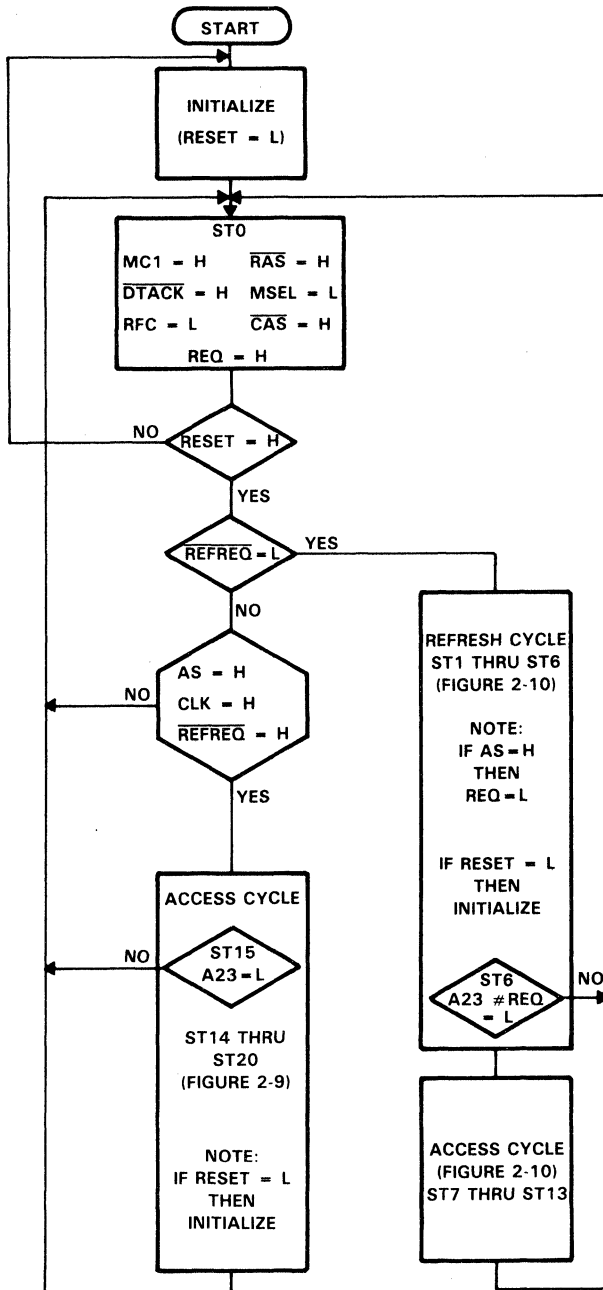 START
INITIALIZE
(RESET = L)
ST0
MC1 = H RAS = H
DTACK = H MSEL = L
RFC = L CAS = H
REQ = H
NO
RESET = H
YES
REFREQ = L
YES
NO
AS = H
CLK = H
REFREQ = H
NO
YES
ACCESS CYCLE
ST15
A23 = L
NO
ST14 THRU
ST20
(FIGURE 2-9)
NOTE:
IF RESET = L
THEN
INITIALIZE
REFRESH CYCLE
ST1 THRU ST6
(FIGURE 2-10)
NOTE:
IF AS = H
THEN
REQ = L
IF RESET = L
THEN
INITIALIZE
ST6
A23 # REQ
= L
NO
ACCESS CYCLE
(FIGURE 2-10)
ST7 THRU ST13